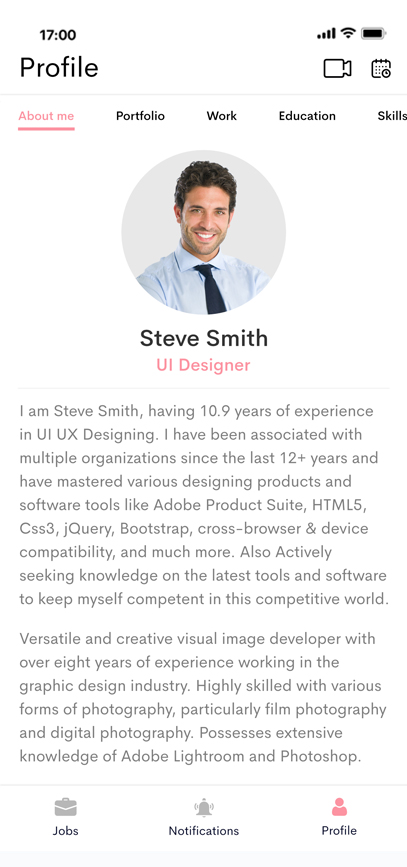 17:00
Profile
About me Portfolio Work Education Skills
Steve Smith
UI Designer
I am Steve Smith, having 10.9 years of experience
in UI UX Designing. I have been associated with
multiple organizations since the last 12+ years and
have mastered various designing products and
software tools like Adobe Product Suite, HTML5,
Css3, jQuery, Bootstrap, cross-browser & device
compatibility, and much more. Also Actively
seeking knowledge on the latest tools and software
to keep myself competent in this competitive world.
Versatile and creative visual image developer with
over eight years of experience working in the
graphic design industry. Highly skilled with various
forms of photography, particularly film photography
and digital photography. Possesses extensive
knowledge of Adobe Lightroom and Photoshop.
Jobs Notifications Profile